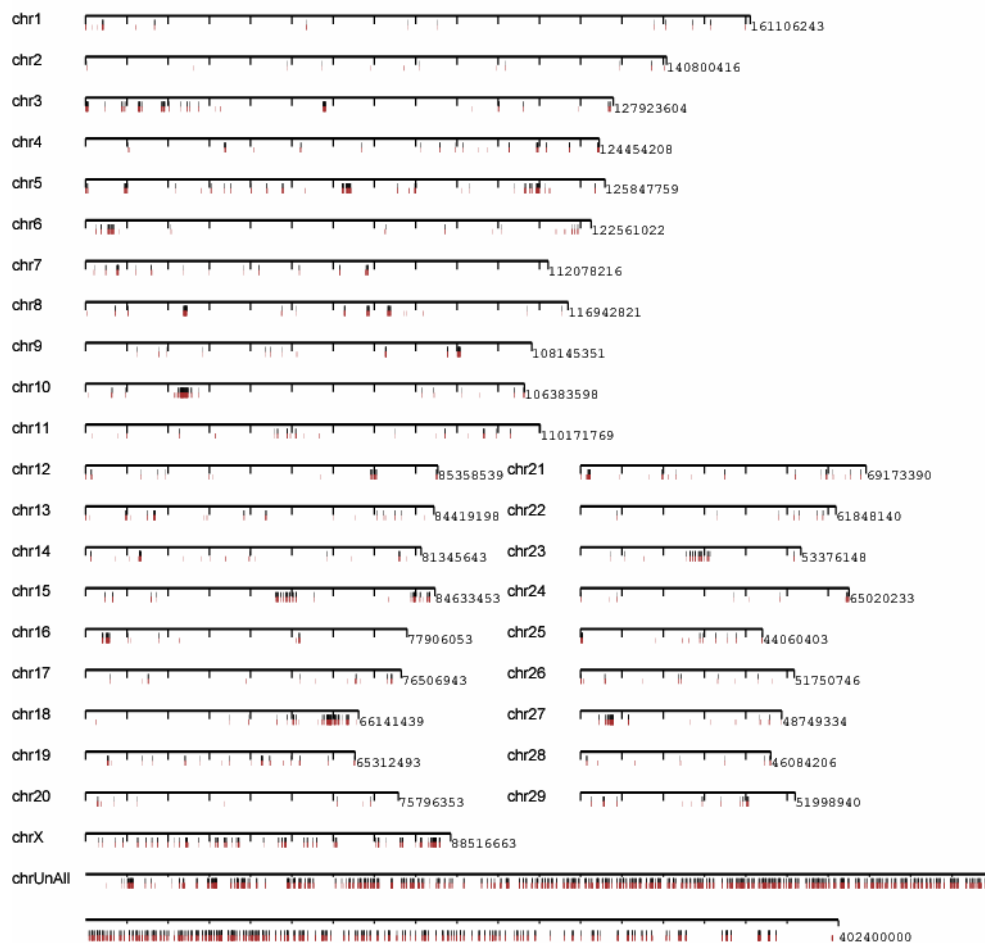 chr1 161106243
chr2 140800416
chr3 127923604
chr4 124454208
chr5 125847759
chr6 122561022
chr7 112078216
chr8 116942821
chr9 108145351
chr10 106383598
chr11 110171769
chr12 85358539 chr21 69173390
chr13 84419198 chr22 61848140
chr14 81345643 chr23 53376148
chr15 84633453 chr24 65020233
chr16 77906053 chr25 44060403
chr17 76506943 chr26 51750746
chr18 66141439 chr27 48749334
chr19 65312493 chr28 46084206
chr20 75796353 chr29 51998940
chrX 88516663
chrUnAll
402400000